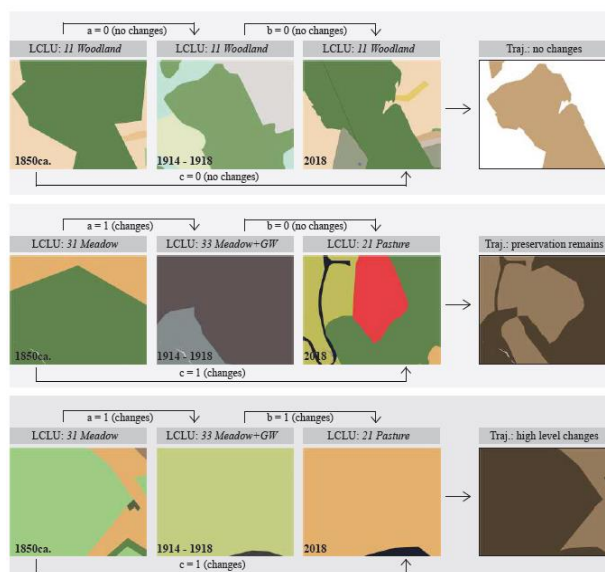 a = 0 (no changes) b = 0 (no changes)
LCLU: 11 Woodland LCLU: 11 Woodland LCLU: 11 Woodland Traj.: no changes
1850ca. 1914 - 1918 2018
c = 0 (no changes)
a = 1 (changes) b = 0 (no changes)
LCLU: 31 Meadow LCLU: 33 Meadow+GW LCLU: 21 Pasture Traj.: preservation remains
1850ca. 1914 - 1918 2018
c = 1 (changes)
a = 1 (changes) b = 1 (changes)
LCLU: 31 Meadow LCLU: 33 Meadow+GW LCLU: 21 Pasture Traj.: high level changes
1850ca. 1914 - 1918 2018
c = 1 (changes)